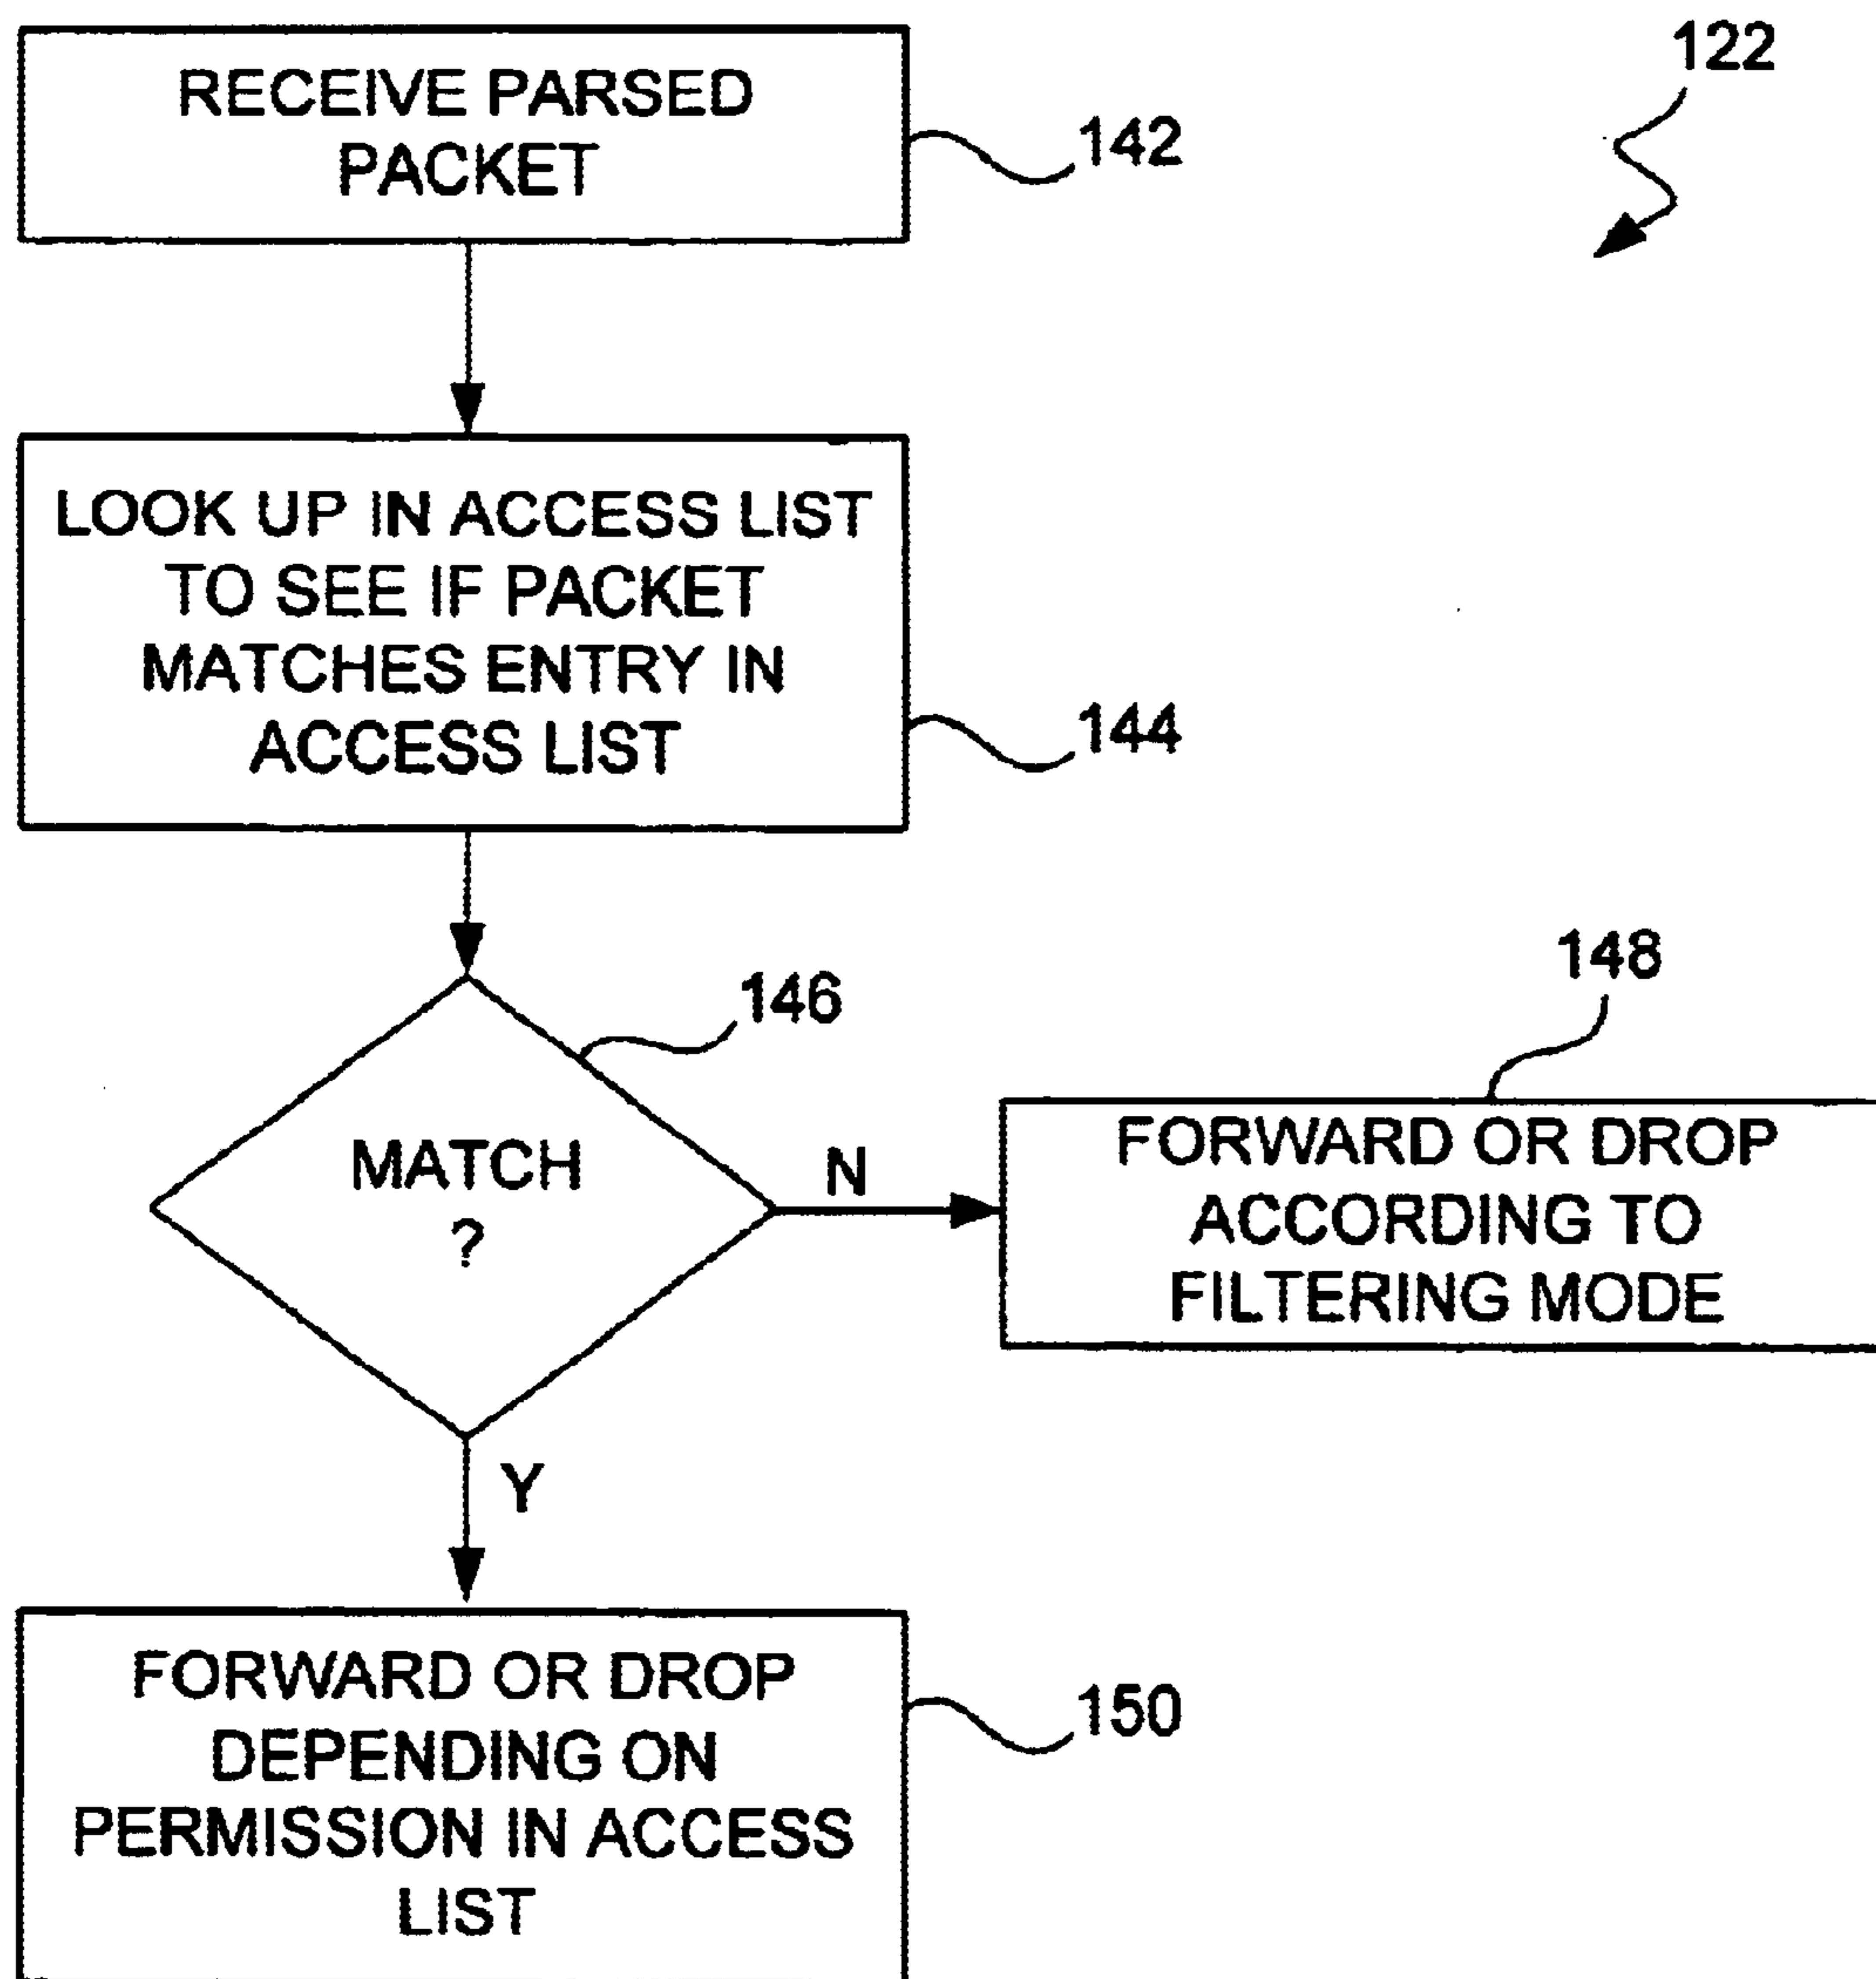 RECEIVE PARSED
PACKET
142
122
LOOK UP IN ACCESS LIST
TO SEE IF PACKET
MATCHES ENTRY IN
ACCESS LIST
144
146
MATCH
?
N
148
FORWARD OR DROP
ACCORDING TO
FILTERING MODE
Y
FORWARD OR DROP
DEPENDING ON
PERMISSION IN ACCESS
LIST
150